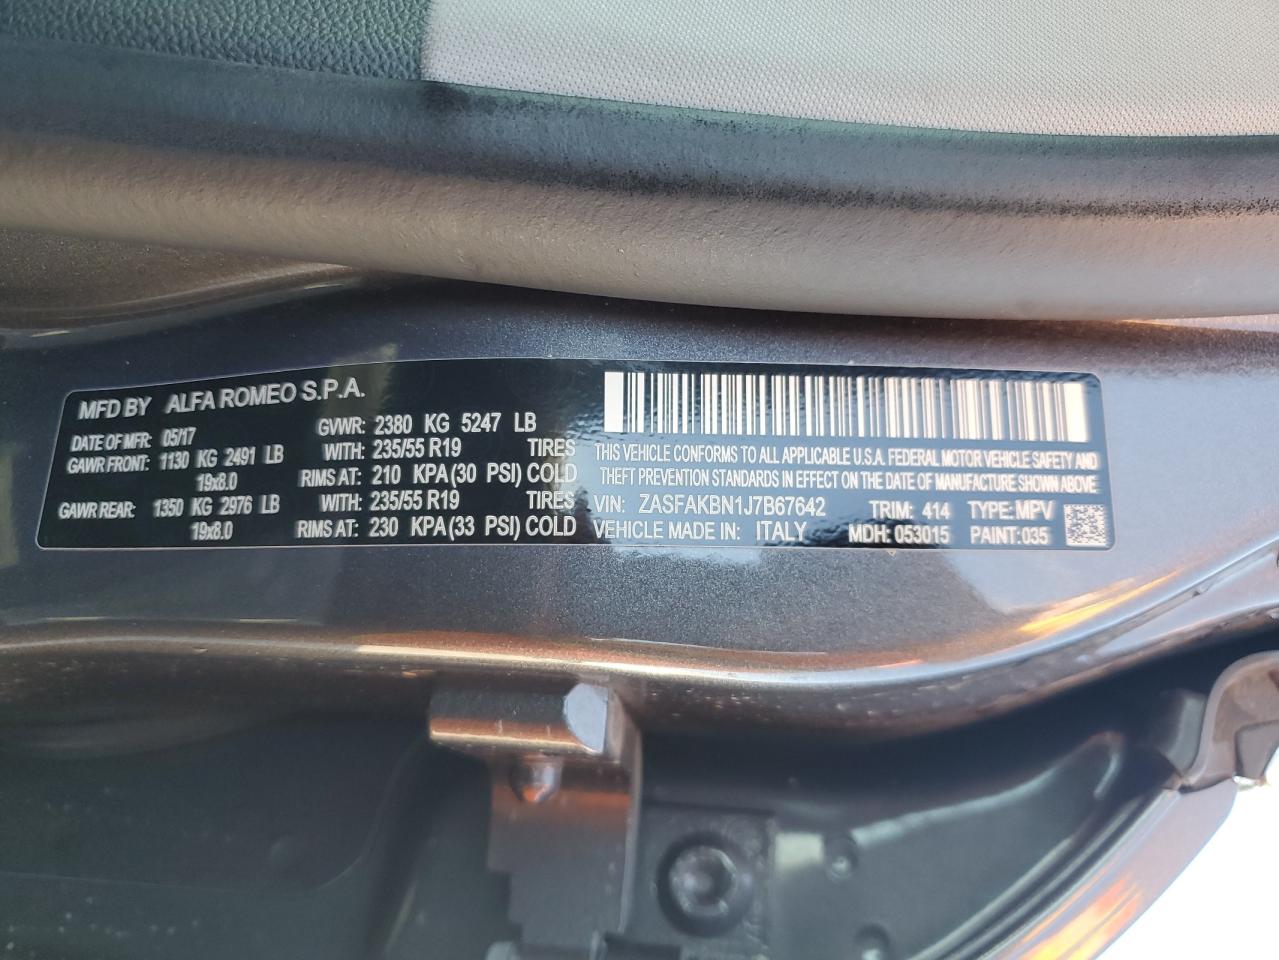 MFD BY ALFA ROMEO S.P.A.
DATE OF MFR: 05/17 GVWR: 2380 KG 5247 LB
GAWR FRONT: 1130 KG 2491 LB WITH: 235/55 R19 TIRES
19x8.0 RIMS AT: 210 KPA(30 PSI) COLD
GAWR REAR: 1350 KG 2976 LB WITH: 235/55 R19 TIRES
19x8.0 RIMS AT: 230 KPA(33 PSI) COLD
THIS VEHICLE CONFORMS TO ALL APPLICABLE U.S.A. FEDERAL MOTOR VEHICLE SAFETY AND
THEFT PREVENTION STANDARDS IN EFFECT ON THE DATE OF MANUFACTURE SHOWN ABOVE.
VIN: ZASFAKBN1J7B67642 TRIM: 414 TYPE: MPV
VEHICLE MADE IN: ITALY MDH: 053015 PAINT: 035